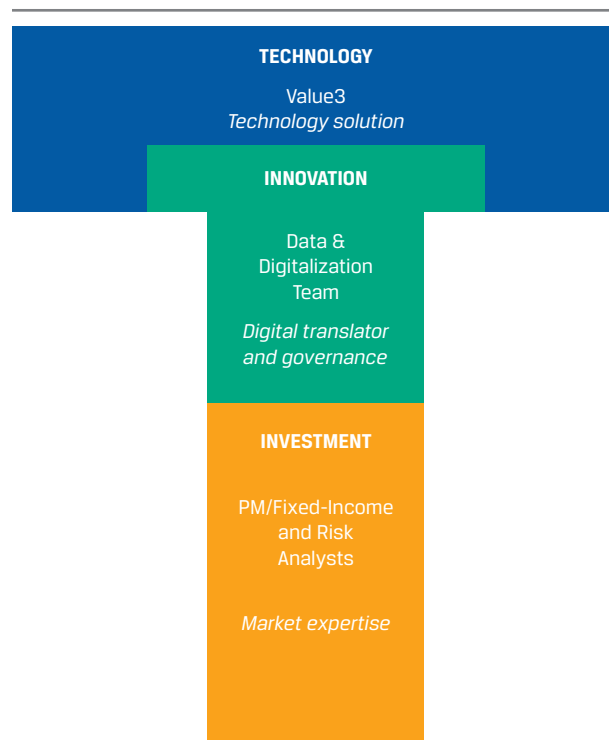 TECHNOLOGY
Value3
Technology solution
INNOVATION
Data &
Digitalization
Team
Digital translator
and governance
INVESTMENT
PM/Fixed-Income
and Risk
Analysts
Market expertise